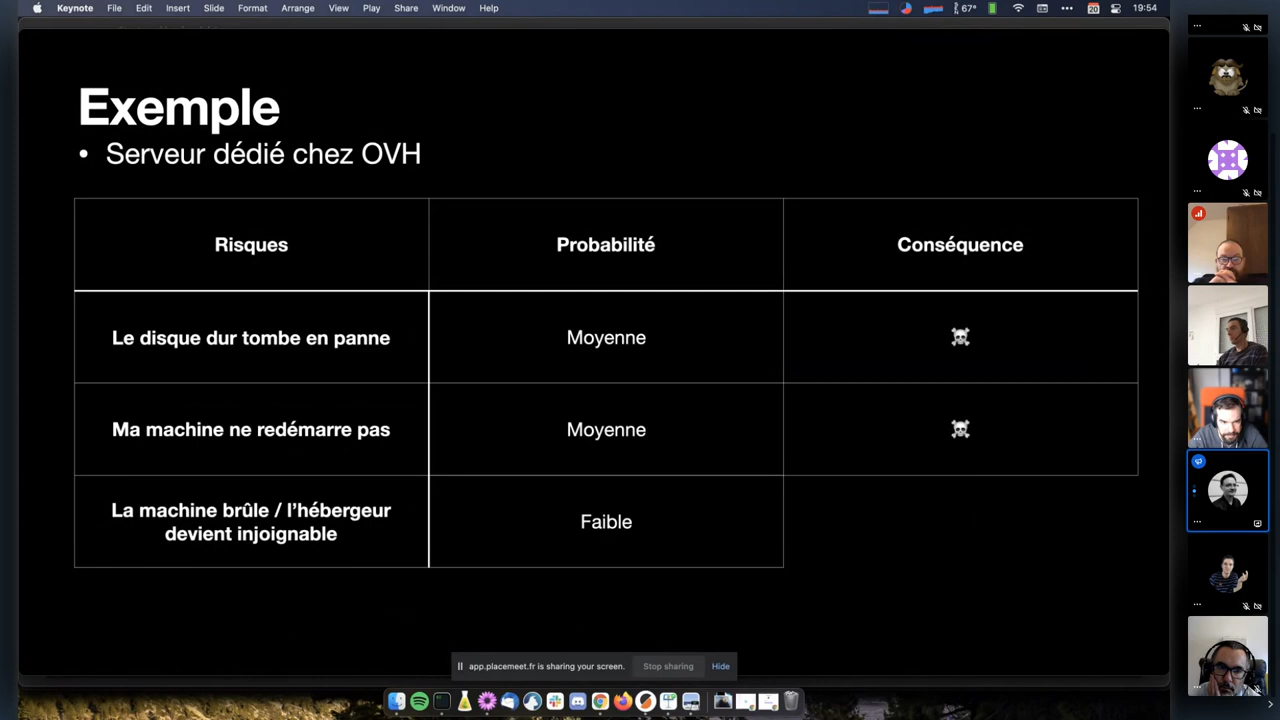 Keynote File Edit Insert Slide Format Arrange View Play Share Window Help 67° 20 19:54
Exemple
• Serveur dédié chez OVH
Risques Probabilité Conséquence
Le disque dur tombe en panne Moyenne ☠️
Ma machine ne redémarre pas Moyenne ☠️
La machine brûle / l’hébergeur
devient injoignable
Faible
app.placemeet.fr is sharing your screen. Stop sharing Hide